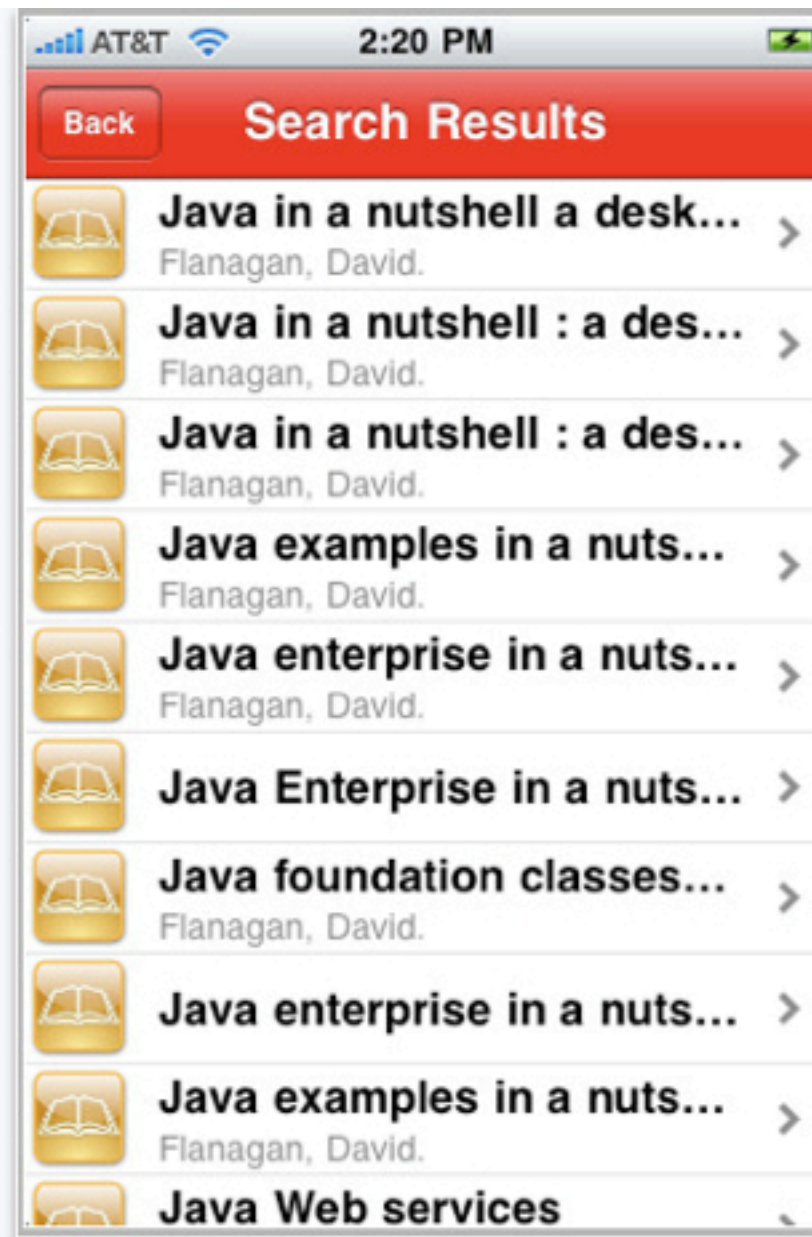 AT&T 2:20 PM
Back Search Results
Java in a nutshell a desk...
Flanagan, David.
Java in a nutshell : a des...
Flanagan, David.
Java in a nutshell : a des...
Flanagan, David.
Java examples in a nuts...
Flanagan, David.
Java enterprise in a nuts...
Flanagan, David.
Java Enterprise in a nuts...
Java foundation classes...
Flanagan, David.
Java enterprise in a nuts...
Java examples in a nuts...
Flanagan, David.
Java Web services